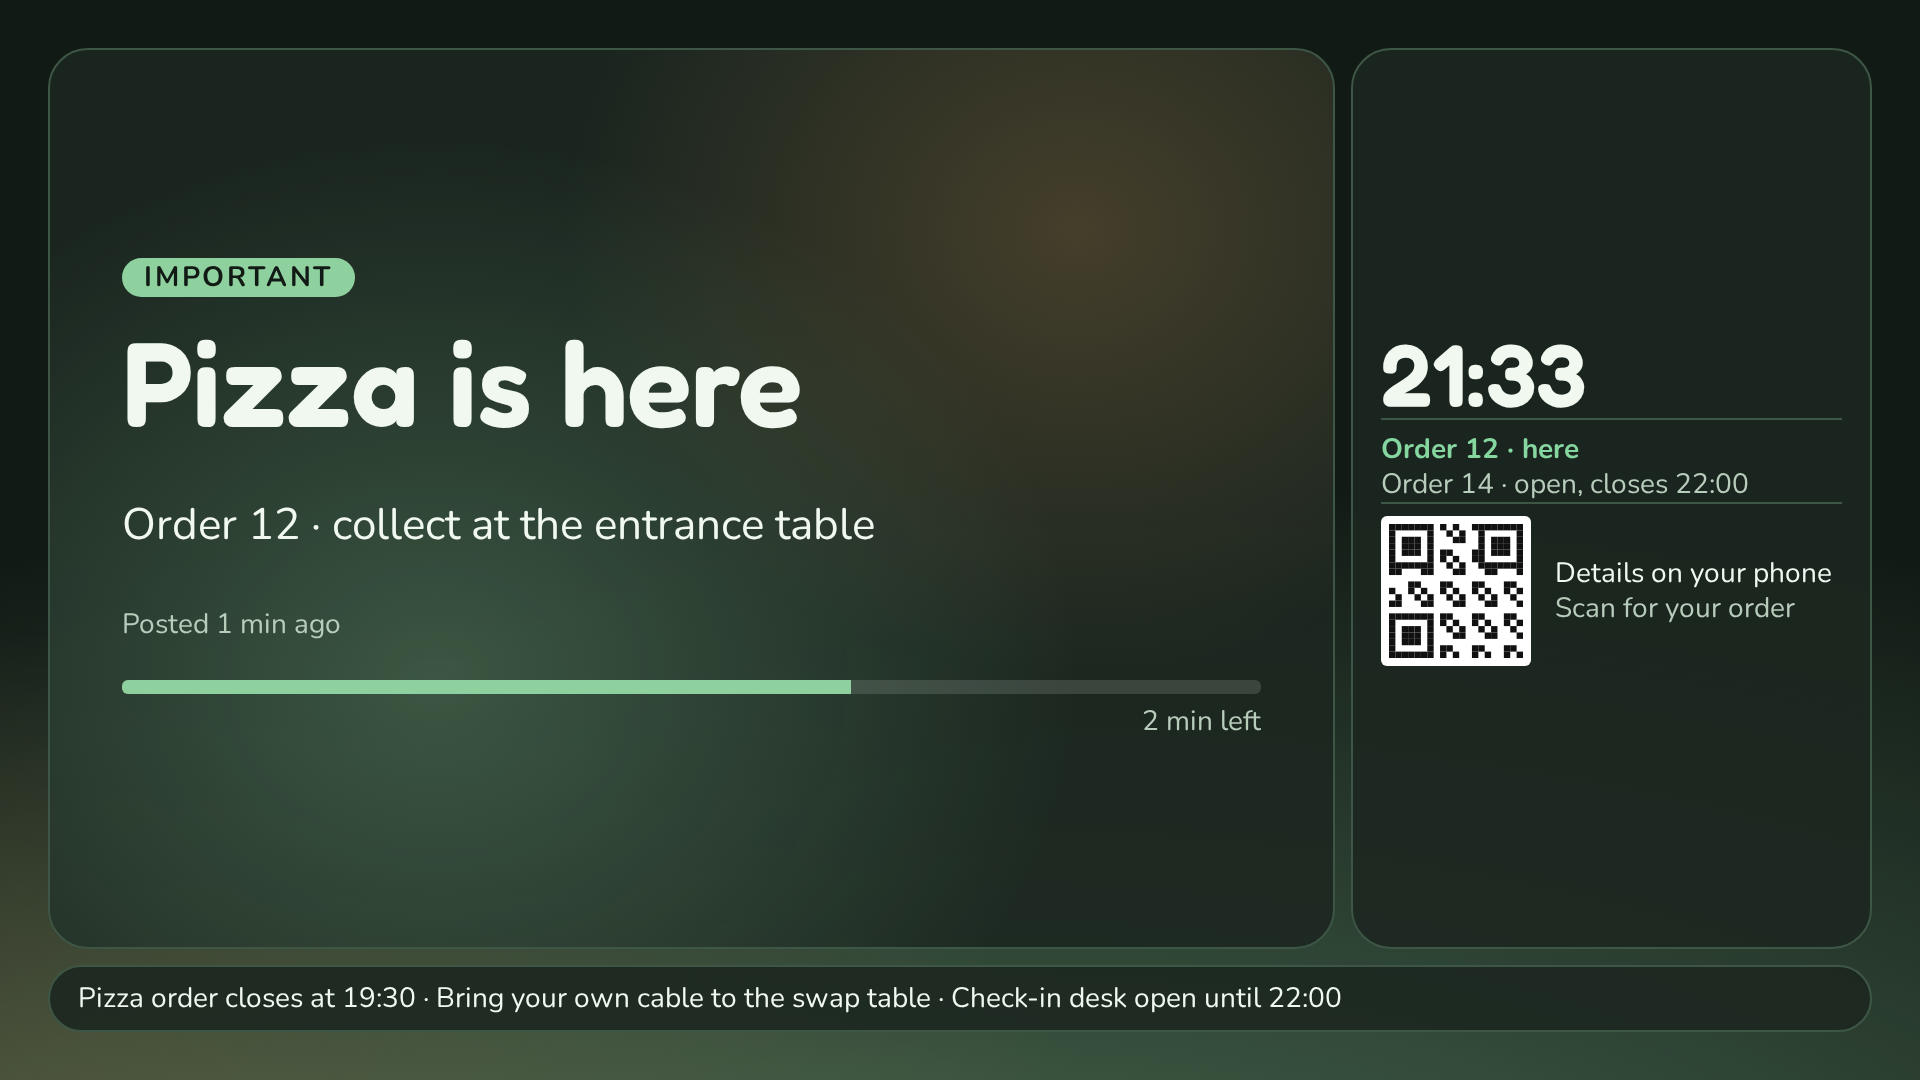 IMPORTANT
Pizza is here
Order 12 · collect at the entrance table
Posted 1 min ago
2 min left
21:33
Order 12 · here
Order 14 · open, closes 22:00
Details on your phone
Scan for your order
Pizza order closes at 19:30 · Bring your own cable to the swap table · Check-in desk open until 22:00